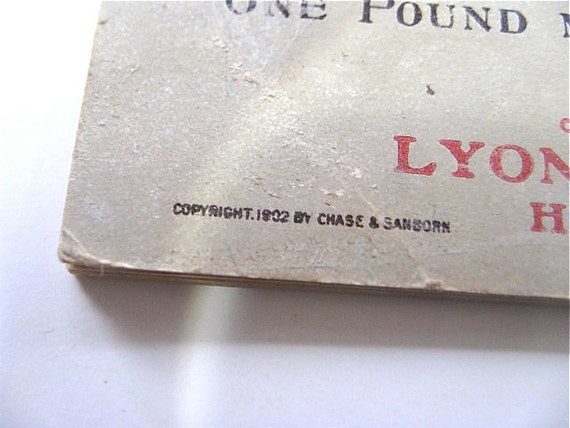 ONE POUND
LYON
COPYRIGHT. 1902 BY CHASE & SANBORN
H